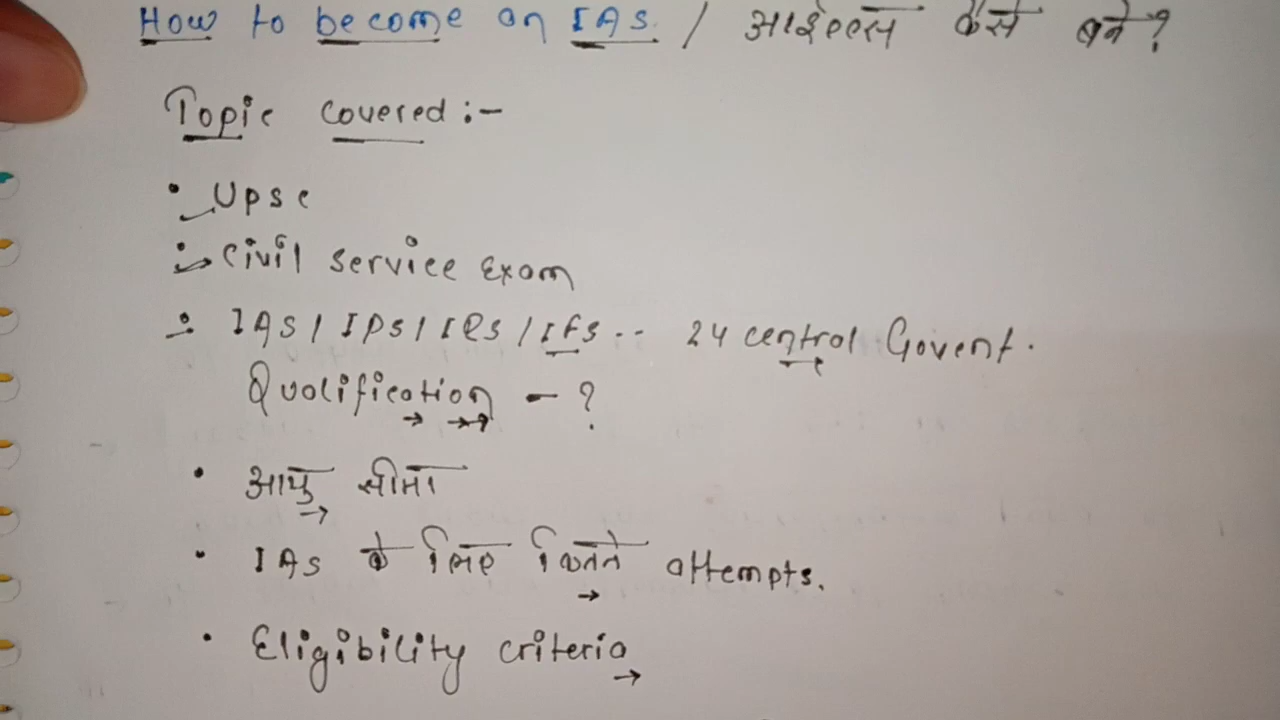 How to become an IAS. / आईएएस कैसे बने?
Topic covered :-
• Upsc
• Civil Service Exam
• IAS / IPS / IRS / Ifs .. 24 central Govent.
Qualification - ?
• आयु सीमा
• IAS के लिए कितने attempts.
• Eligibility criteria